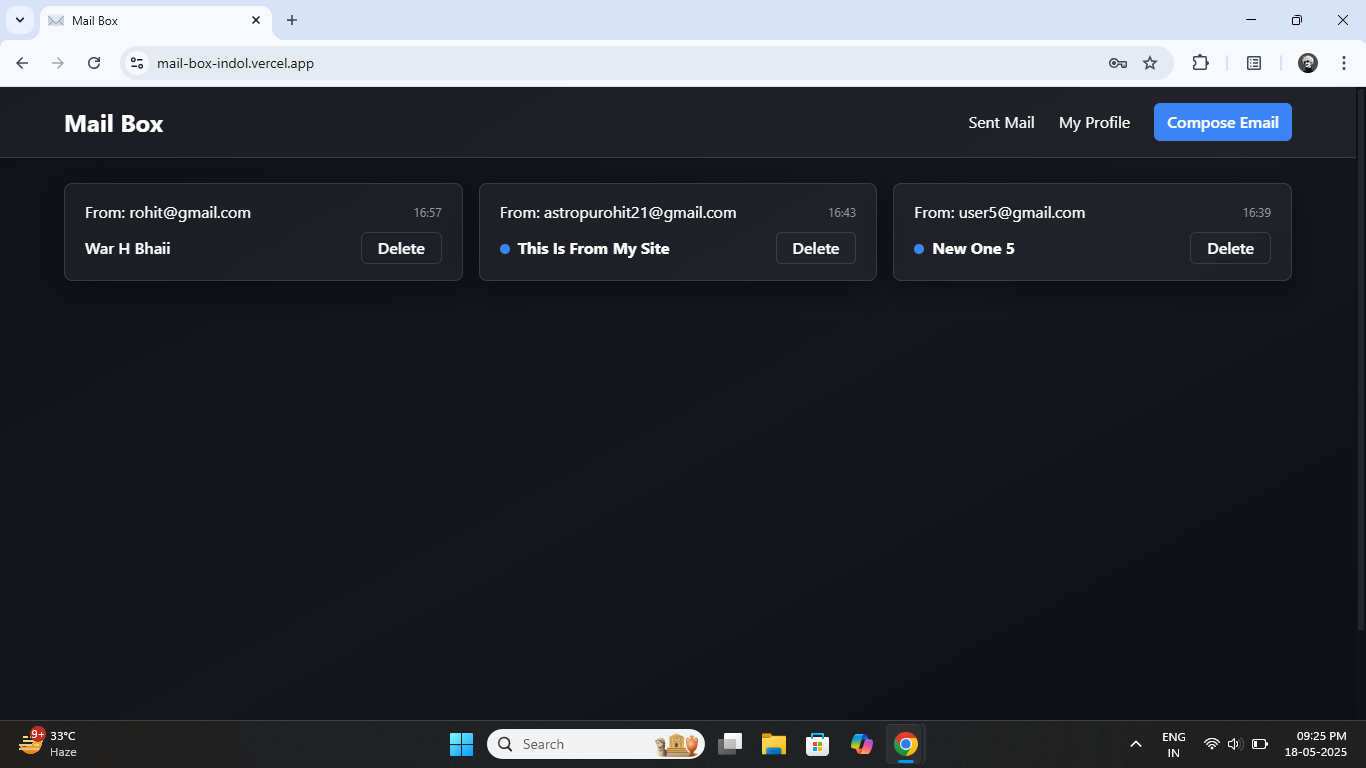 Mail Box
mail-box-indol.vercel.app
Mail Box
Sent Mail
My Profile
Compose Email
From: rohit@gmail.com
16:57
War H Bhaii
Delete
From: astropurohit21@gmail.com
16:43
This Is From My Site
Delete
From: user5@gmail.com
16:39
New One 5
Delete
9+
33°C
Haze
Search
ENG
IN
09:25 PM
18-05-2025